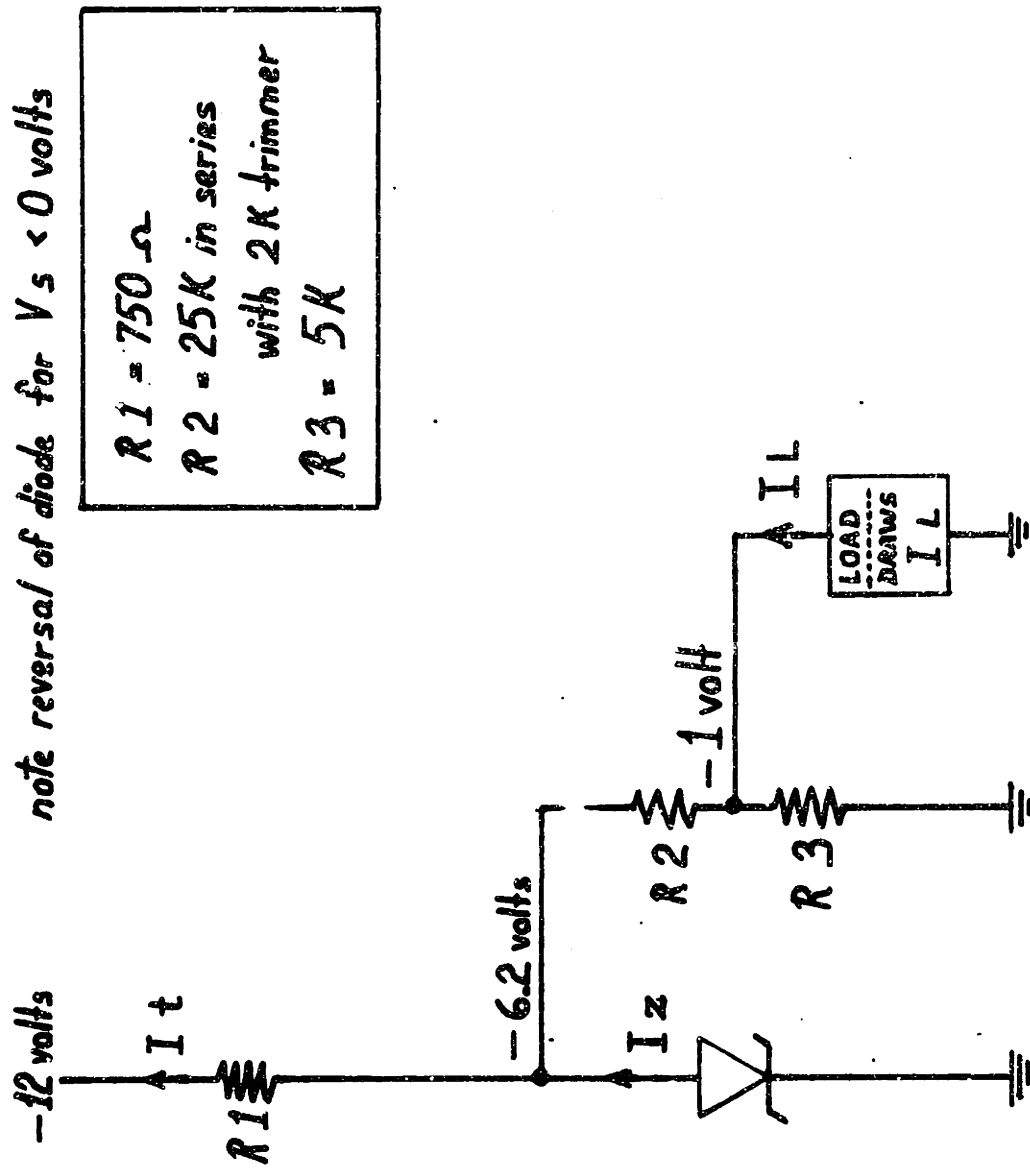 note reversal of diode for Vs < 0 volts
R1 = 750 Ω
R2 = 25K in series
with 2K trimmer
R3 = 5K
-12 volts
It
R1
-6.2 volts
Iz
R2
-1 volt
R3
IL
LOAD
DRAWS
IL